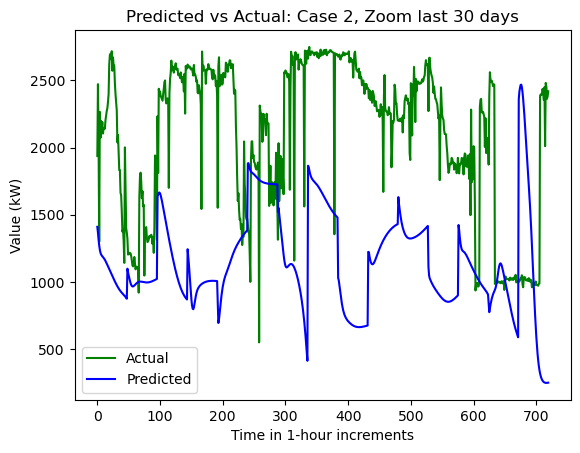 Predicted vs Actual: Case 2, Zoom last 30 days
Value (kW)
2500
2000
1500
1000
500
Actual
Predicted
0 100 200 300 400 500 600 700
Time in 1-hour increments